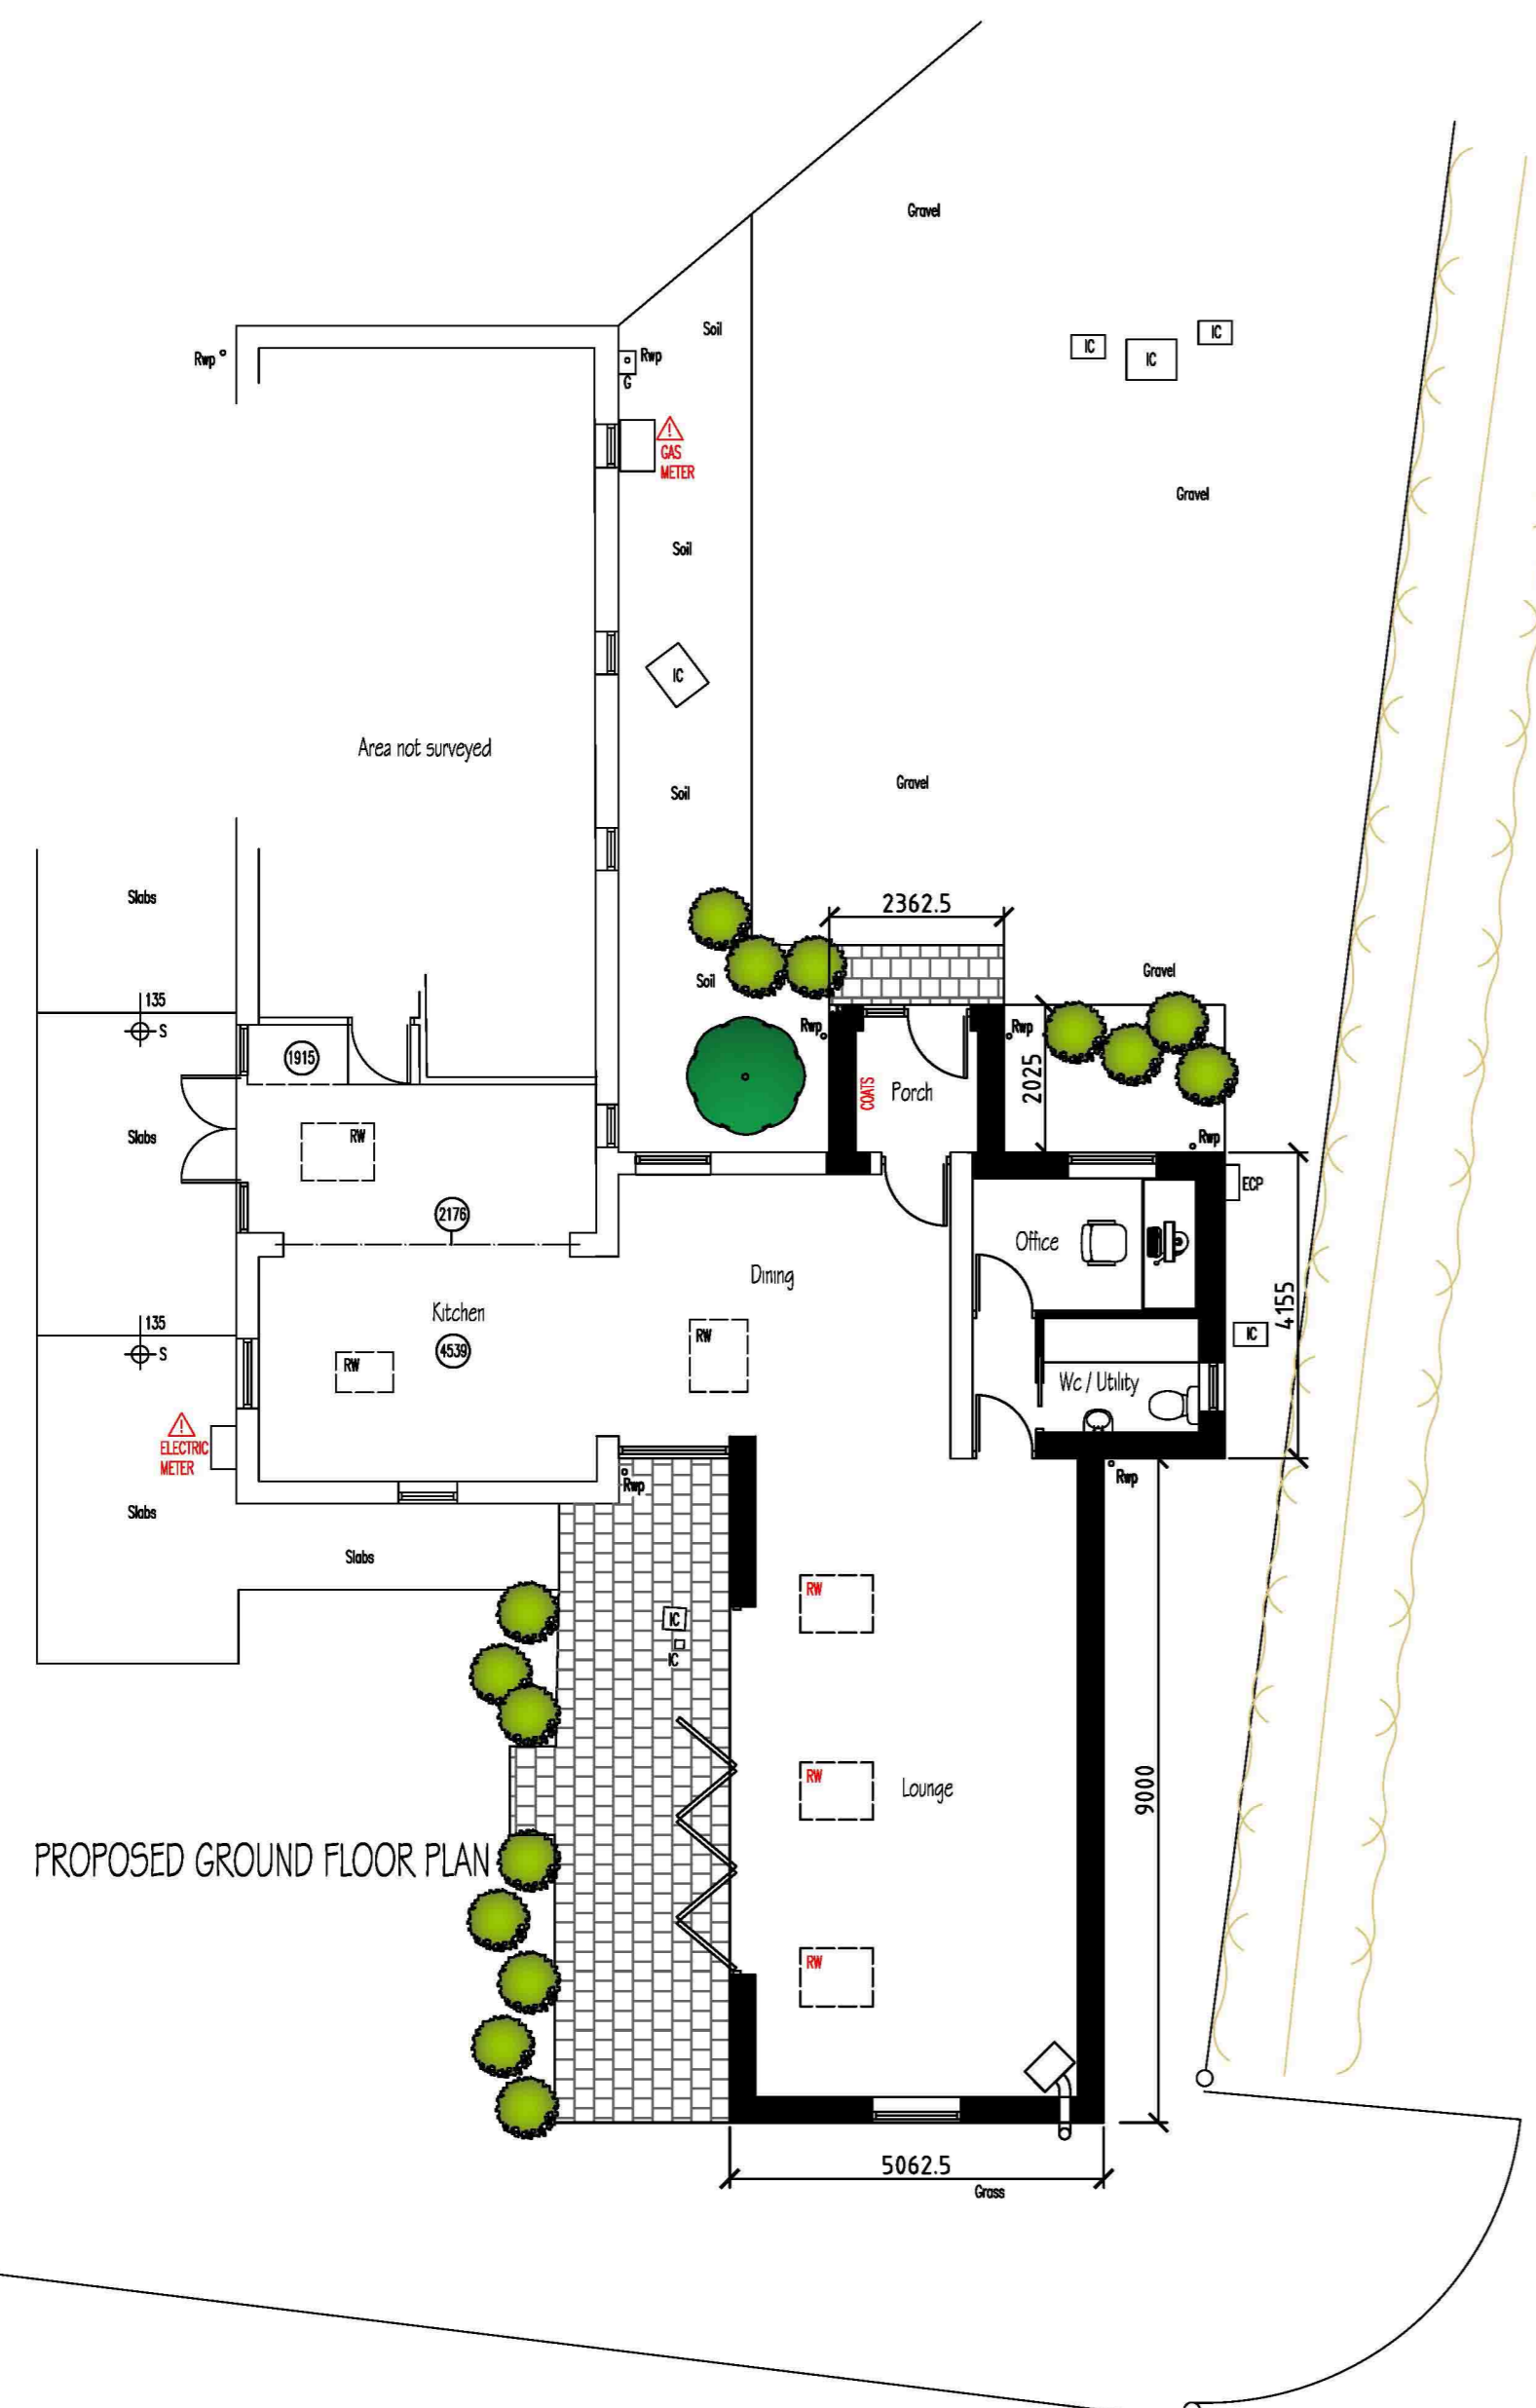 Gravel
Soil
IC
IC
IC
Rwp
Rwp
G
GAS
METER
Gravel
Soil
IC
Area not surveyed
Soil
Gravel
Slabs
2362.5
Soil
Gravel
135
S
1915
Rwp
Rwp
COATS
Porch
2025
Slabs
RW
Rwp
ECP
2176
Office
Dining
Kitchen
4155
135
S
RW
4539
RW
IC
Wc / Utility
ELECTRIC
METER
Rwp
Rwp
Slabs
Slabs
RW
IC
IC
RW
Lounge
9000
PROPOSED GROUND FLOOR PLAN
RW
5062.5
Grass